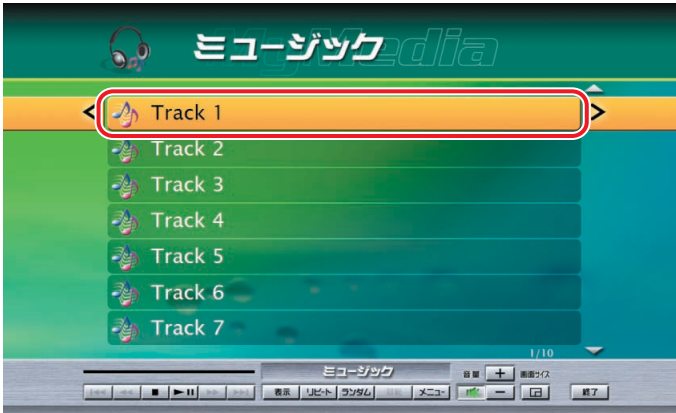 ミュージック
MyMedia
Track 1
Track 2
Track 3
Track 4
Track 5
Track 6
Track 7
1/10
ミュージック
音量 + 画面サイズ
表示 リピート ランダム メニュー - 終了